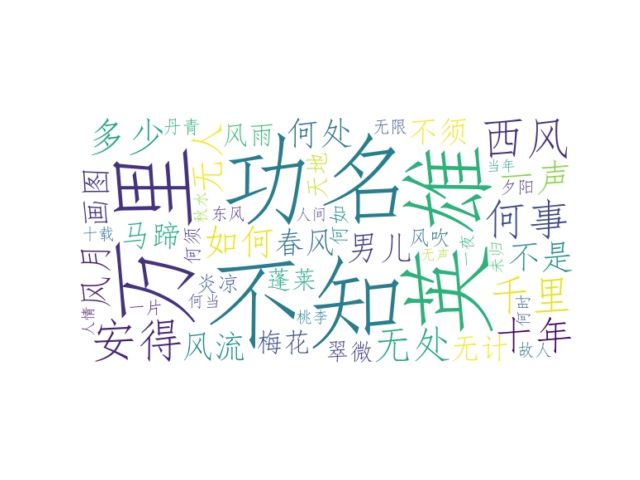 多少
丹青
风雨
何处
无限
不须
西风
万里
无人
功名
天地
英雄
当年
一声
夕阳
画图
秋水
东风
人间
何如
何事
十载
马蹄
何须
如何
春风
男儿
风吹
一夜
无声
未归
不是
风月
炎凉
蓬莱
不知
千里
一片
何当
人情
安得
风流
梅花
桃李
翠微
无处
无计
何时
十年
故人